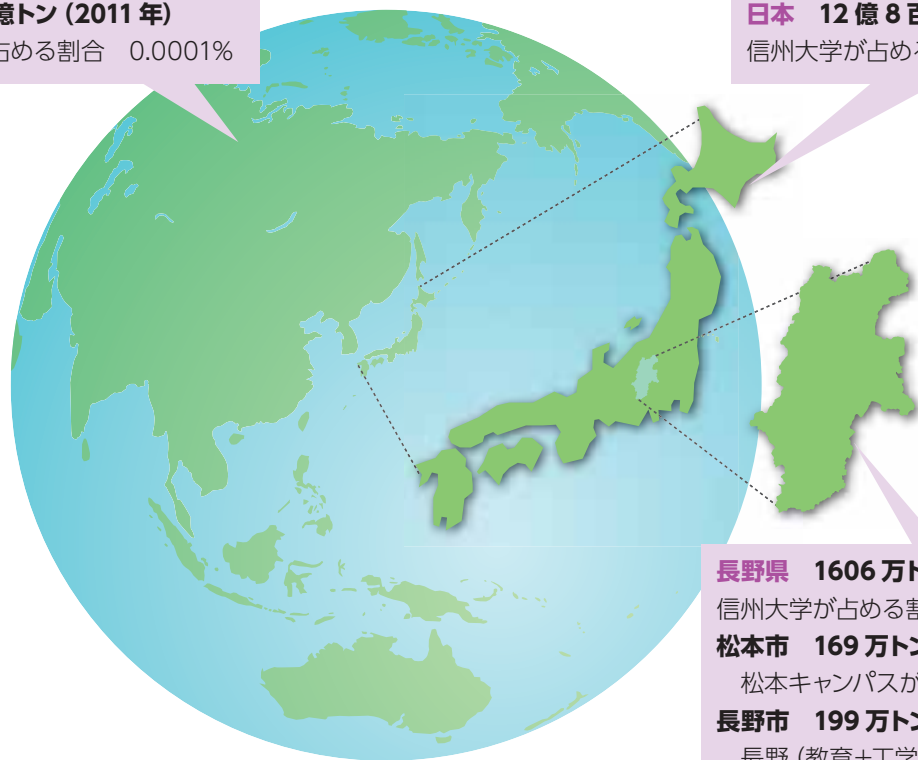 億トン (2011 年)
占める割合 0.0001%
日本 12 億 8 百
信州大学が占める
長野県 1606 万ト
信州大学が占める割
松本市 169 万トン
松本キャンパスが
長野市 199 万トン
長野 (教育+工学